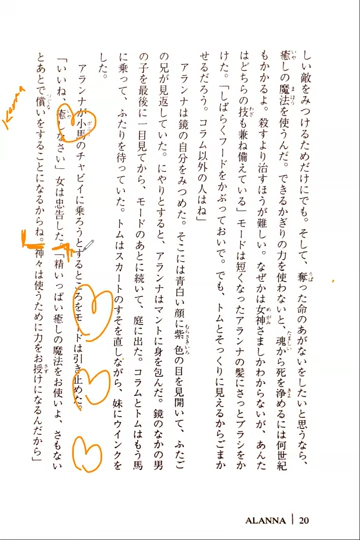 しい敵をみつけるためだけにでも。そして、奪った命のあがないをしたいと思うなら、
癒しの魔法を使うんだ。できるかぎりの力を使わないと、魂から死を浄めるには何世紀
もかかるよ。殺すより治すほうが難しい。なぜかは女神さましかわからないが、あんた
はどちらの技も兼ね備えている」モードは短くなったアランナの髪にさっとブラシをか
けた。「しばらくフードをかぶっておいで。でも、トムとそっくりに見えるからごまか
せるだろう。コラム以外の人はね」
アランナは鏡の自分をみつめた。そこには青白い顔に紫色の目を見開いて、ふたご
の兄が見返していた。にやりとすると、アランナはマントに身を包んだ。鏡のなかの男
の子を最後に一目見てから、モードのあとに続いて、庭に出た。コラムとトムはもう馬
に乗って、ふたりを待っていた。トムはスカートのすそを直しながら、妹にウインクを
した。
アランナが小馬のチャビイに乗ろうとするところをモードは引き止めた。
「いいね、癒しなさい」女は忠告した。「精いっぱい癒しの魔法をお使いよ、さもない
とあとで償いをすることになるからね。神々は使うために力をお授けになるんだから」
ALANNA | 20